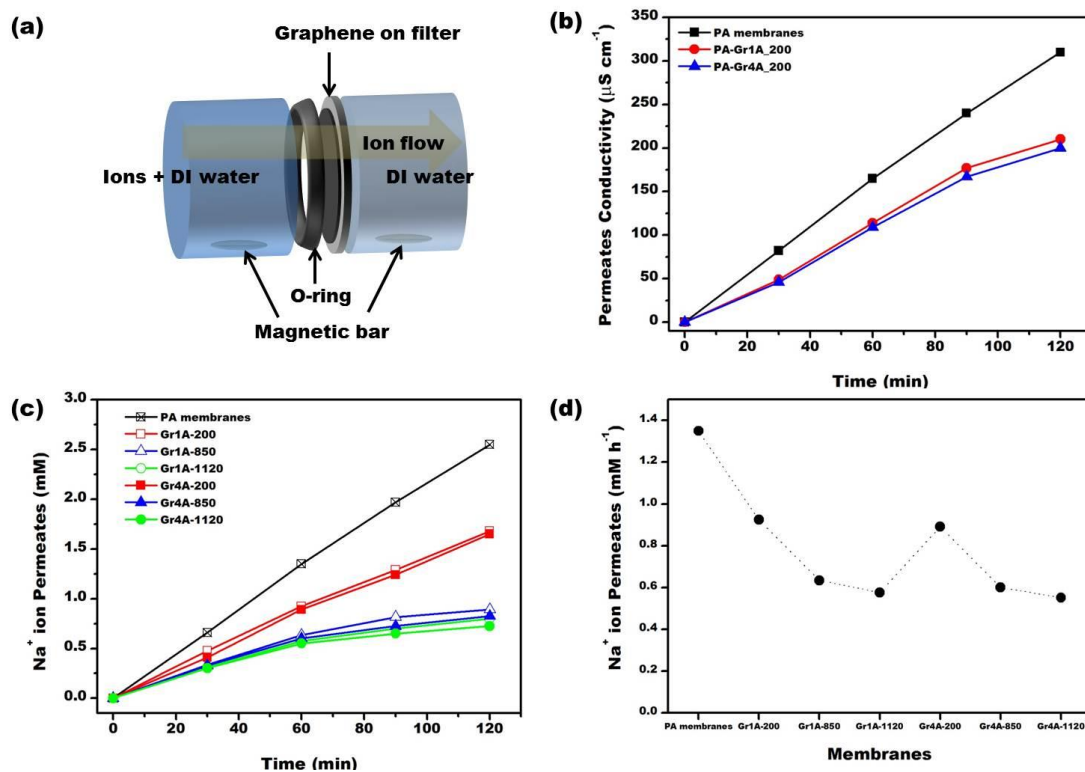 (a)
Graphene on filter
Ion flow
Ions + DI water
DI water
O-ring
Magnetic bar
(b)
PA membranes
PA-Gr1A_200
PA-Gr4A_200
Permeates Conductivity (μS cm⁻¹)
350
300
250
200
150
100
50
0
0 20 40 60 80 100 120
Time (min)
(c)
PA membranes
Gr1A-200
Gr1A-850
Gr1A-1120
Gr4A-200
Gr4A-850
Gr4A-1120
Na⁺ ion Permeates (mM)
3.0
2.5
2.0
1.5
1.0
0.5
0.0
0 20 40 60 80 100 120
Time (min)
(d)
Na⁺ ion Permeates (mM h⁻¹)
1.4
1.2
1.0
0.8
0.6
0.4
0.2
0.0
PA membranes Gr1A-200 Gr1A-850 Gr1A-1120 Gr4A-200 Gr4A-850 Gr4A-1120
Membranes